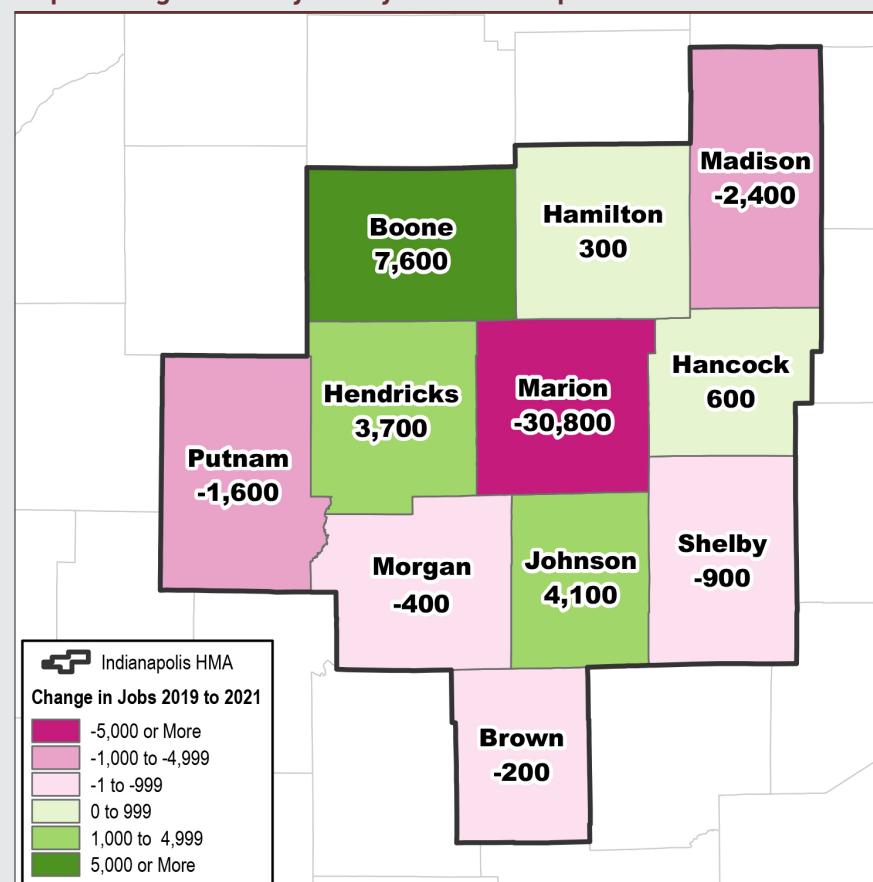 Madison
-2,400
Hamilton
300
Boone
7,600
Hancock
600
Marion
-30,800
Hendricks
3,700
Putnam
-1,600
Shelby
-900
Johnson
4,100
Morgan
-400
Brown
-200
Indianapolis HMA
Change in Jobs 2019 to 2021
-5,000 or More
-1,000 to -4,999
-1 to -999
0 to 999
1,000 to 4,999
5,000 or More